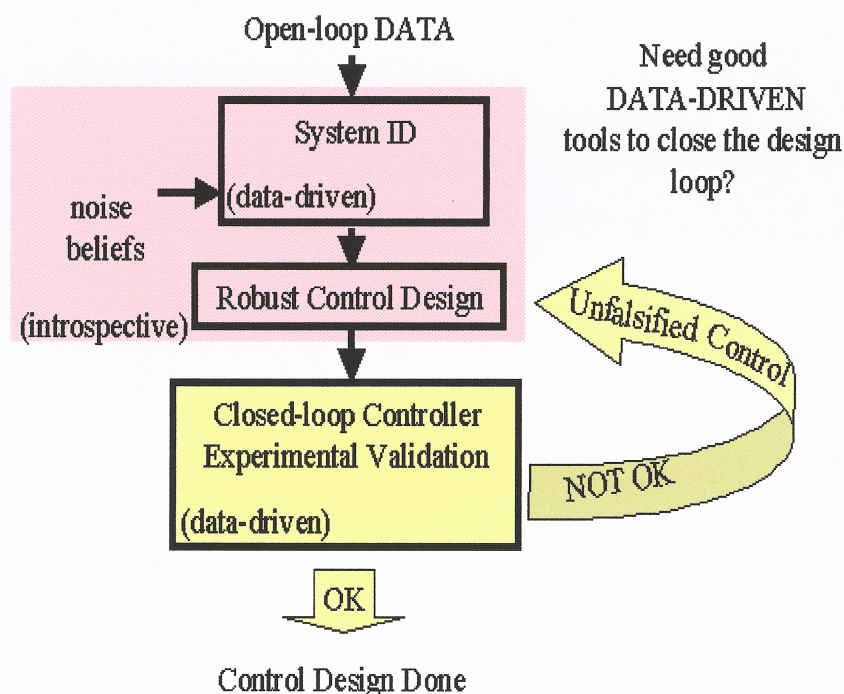 Open-loop DATA
Need good
DATA-DRIVEN
tools to close the design
loop?
System ID
(data-driven)
noise
beliefs
(introspective)
Robust Control Design
Unfalsified Control
Closed-loop Controller
Experimental Validation
(data-driven)
NOT OK
OK
Control Design Done